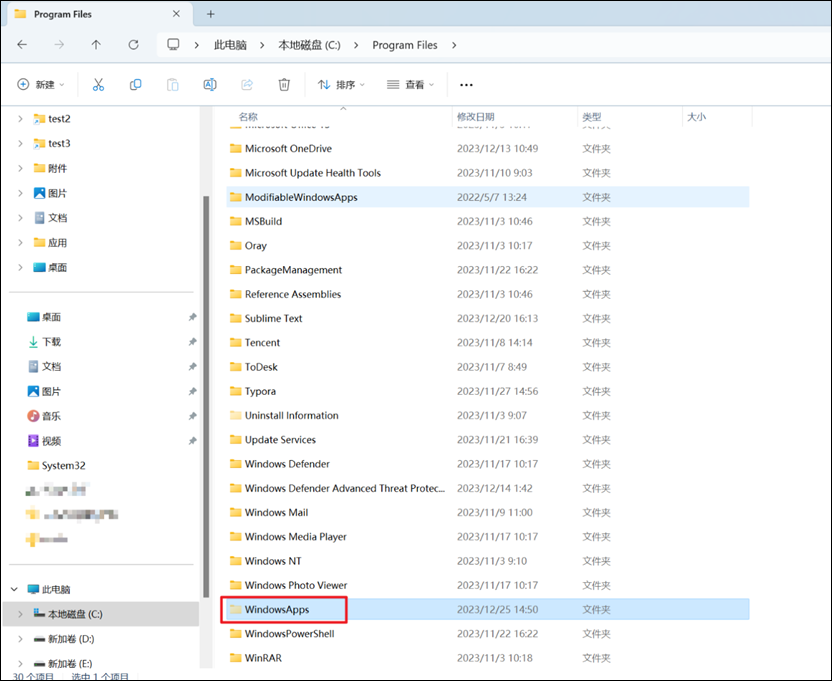 Program Files
此电脑 本地磁盘 (C:) Program Files
新建 排序 查看
名称 修改日期 类型 大小
test2
test3
附件
图片
文档
应用
桌面
桌面
下载
文档
图片
音乐
视频
System32
此电脑
本地磁盘 (C:)
新加卷 (D:)
新加卷 (E:)
Microsoft OneDrive 2023/12/13 10:49 文件夹
Microsoft Update Health Tools 2023/11/10 9:03 文件夹
ModifiableWindowsApps 2022/5/7 13:24 文件夹
MSBuild 2023/11/3 10:46 文件夹
Oray 2023/11/3 10:17 文件夹
PackageManagement 2023/11/22 16:22 文件夹
Reference Assemblies 2023/11/3 10:46 文件夹
Sublime Text 2023/12/20 16:13 文件夹
Tencent 2023/11/8 14:14 文件夹
ToDesk 2023/11/7 8:49 文件夹
Typora 2023/11/27 14:56 文件夹
Uninstall Information 2023/11/3 9:07 文件夹
Update Services 2023/11/21 16:39 文件夹
Windows Defender 2023/11/17 10:17 文件夹
Windows Defender Advanced Threat Protec... 2023/12/14 1:42 文件夹
Windows Mail 2023/11/9 11:00 文件夹
Windows Media Player 2023/11/17 10:17 文件夹
Windows NT 2023/11/3 9:10 文件夹
Windows Photo Viewer 2023/11/17 10:17 文件夹
WindowsApps 2023/12/25 14:50 文件夹
WindowsPowerShell 2023/11/22 16:22 文件夹
WinRAR 2023/11/3 10:18 文件夹
30 个项目 选中 1 个项目